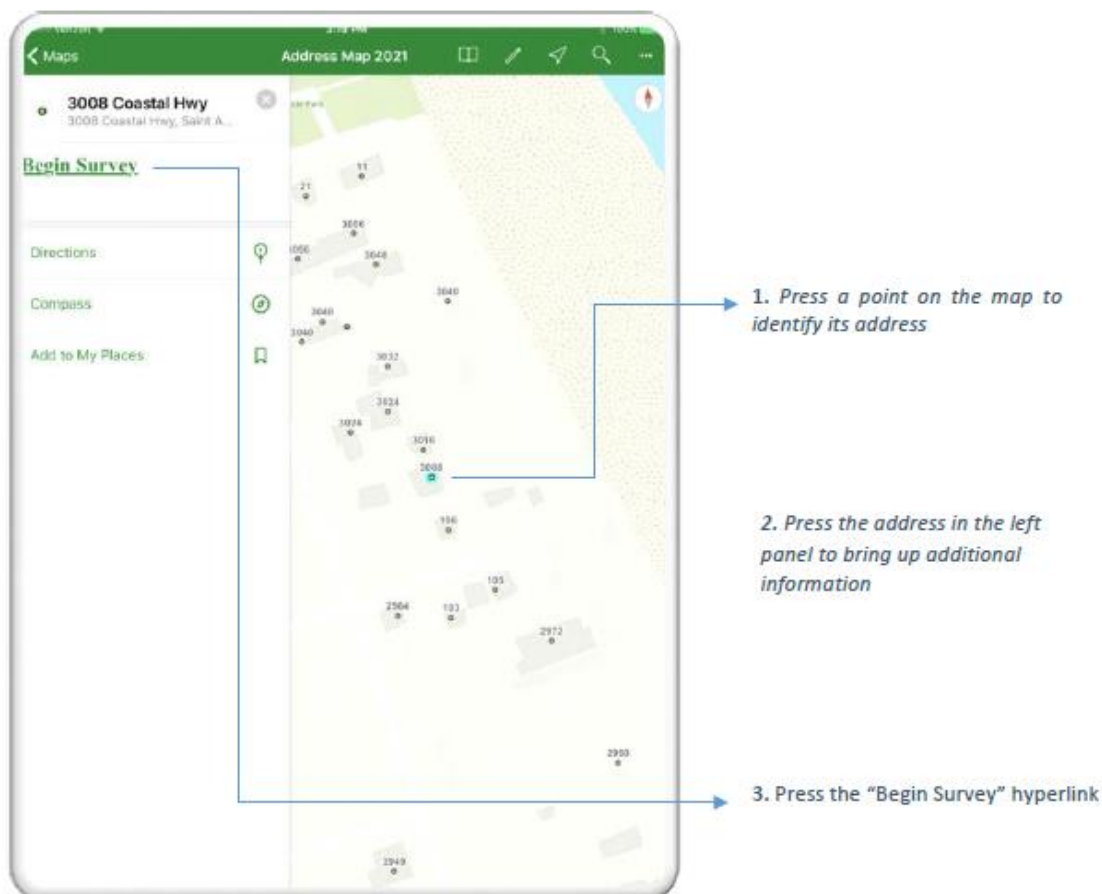 100%
Maps
Address Map 2021
3008 Coastal Hwy
3008 Coastal Hwy, Saint A...
Begin Survey
Directions
Compass
Add to My Places
11
21
3056
3048
3040
3040
3040
3032
3024
3024
3016
3008
106
105
2984
103
2972
2950
2949
1. Press a point on the map to
identify its address
2. Press the address in the left
panel to bring up additional
information
3. Press the "Begin Survey" hyperlink